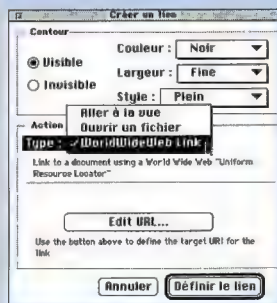 Créer un lien
Contour
Visible
Invisible
Couleur : Noir
Largeur : Fine
Style : Plein
Action
Aller à la vue
Ouvrir un fichier
Type : ✓WorldWideWeb Link
Link to a document using a World Wide Web "Uniform
Resource Locator"
Edit URL...
Use the button above to define the target URL for the
link
Annuler
Définir le lien